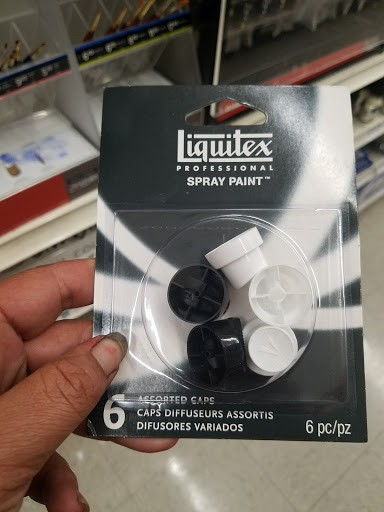 Liquitex
PROFESSIONAL
SPRAY PAINT™
6 ASSORTED CAPS
CAPS DIFFUSEURS ASSORTIS
DIFUSORES VARIADOS
6 pc/pz